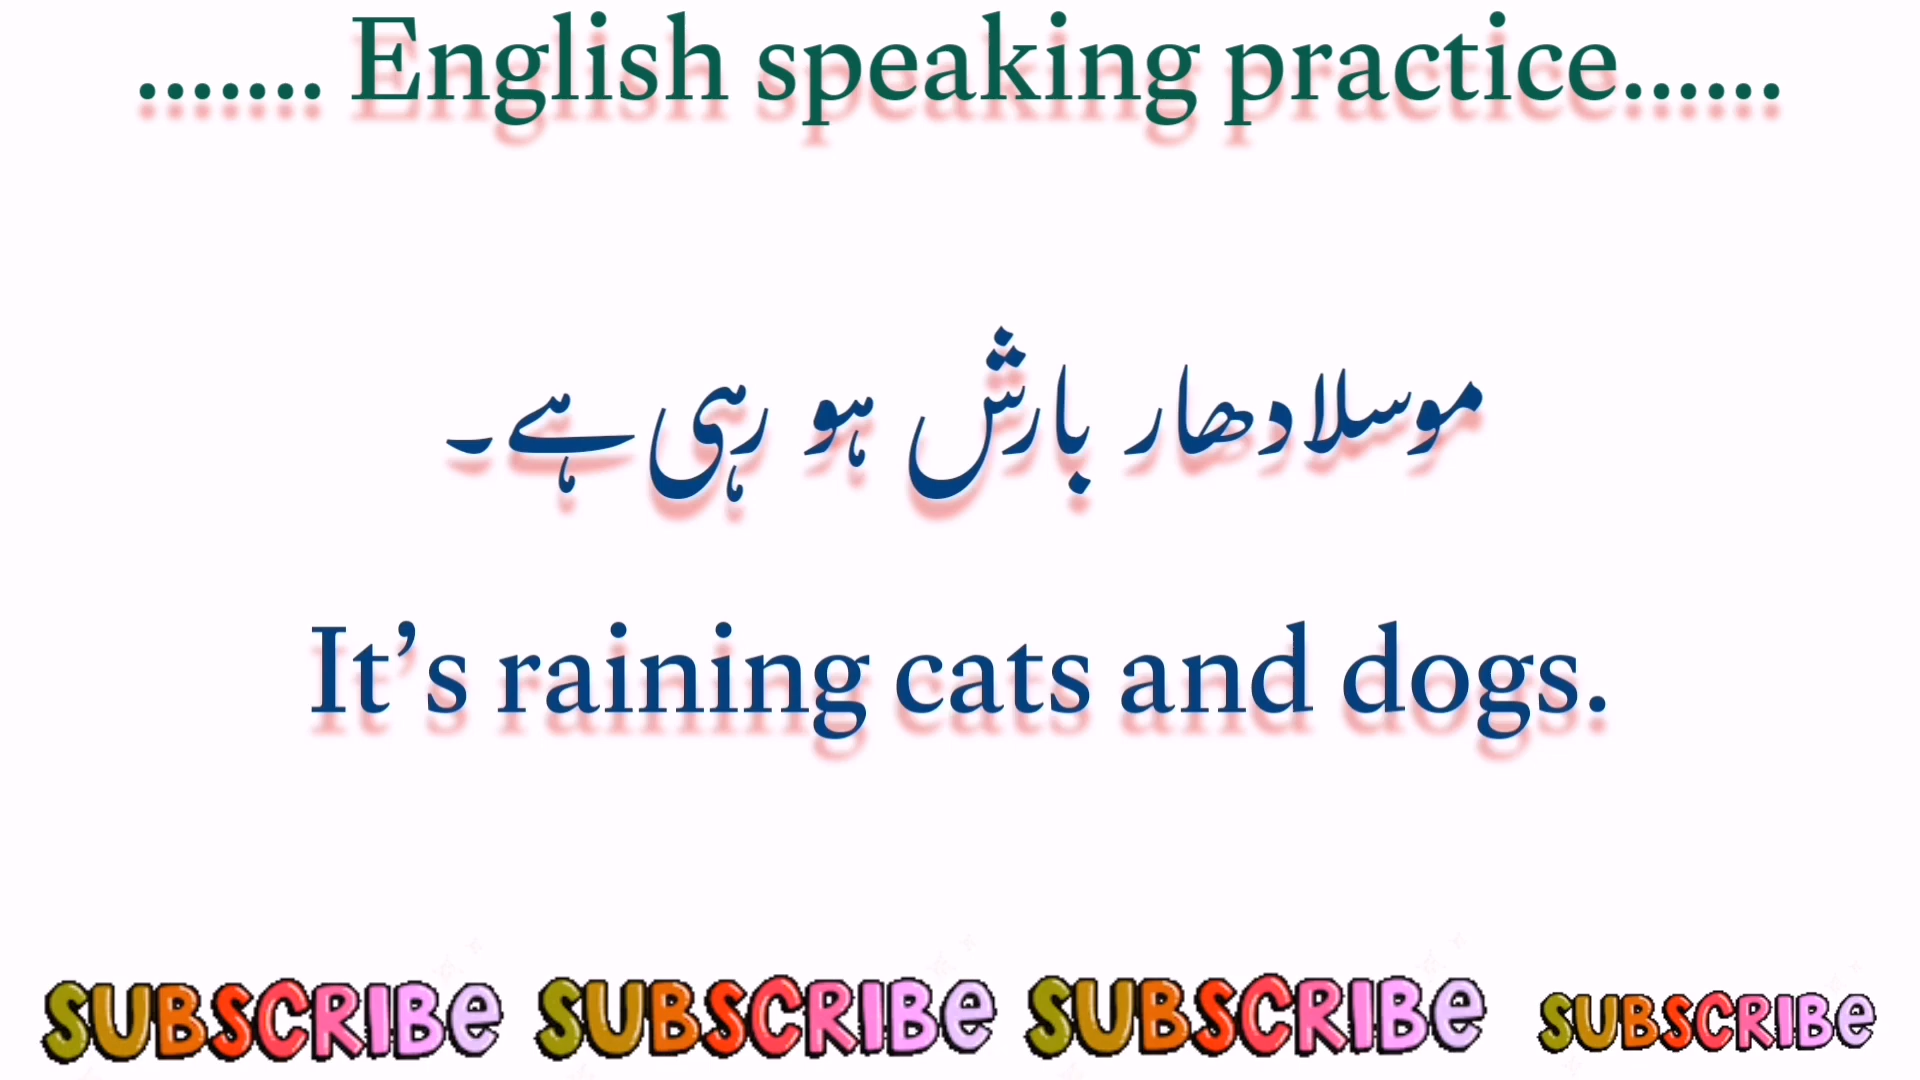 ....... English speaking practice......
موسلادھار بارش ہو رہی ہے۔
It’s raining cats and dogs.
SUBSCRIBe SUBSCRIBe SUBSCRIBe SUBSCRIBe